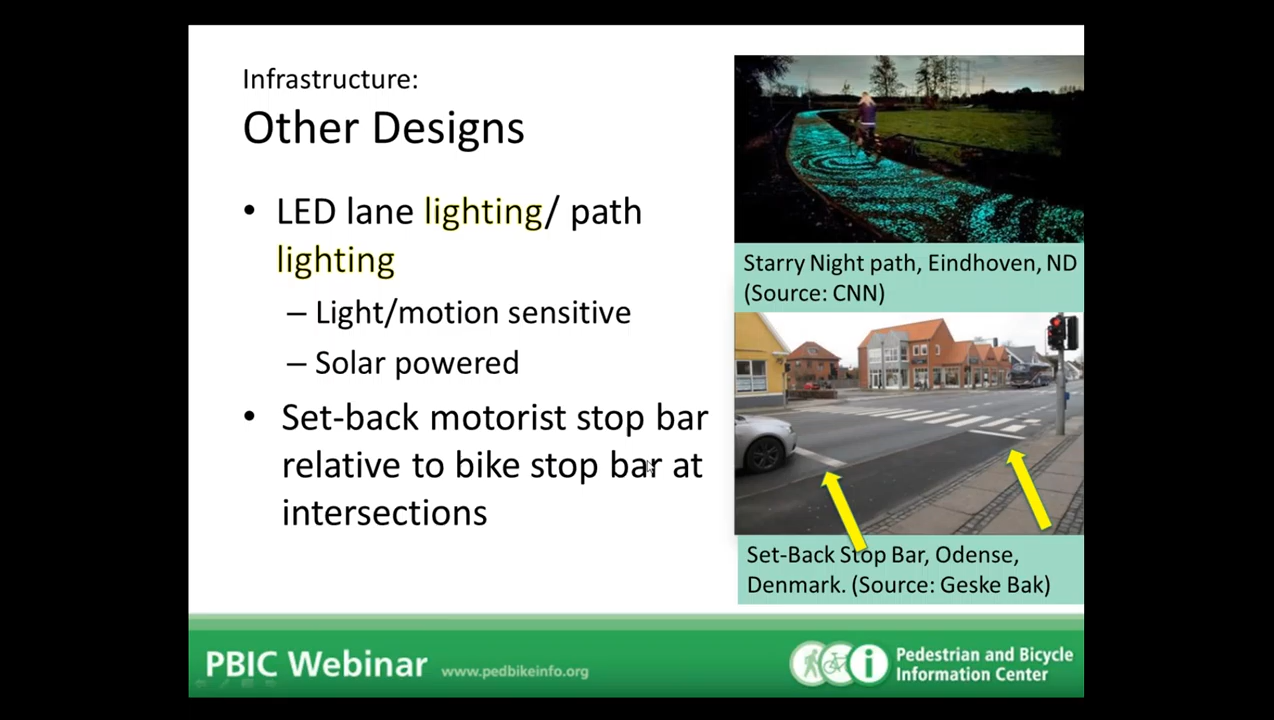 Infrastructure:
Other Designs
• LED lane lighting/ path
lighting
– Light/motion sensitive
– Solar powered
• Set-back motorist stop bar
relative to bike stop bar at
intersections
Starry Night path, Eindhoven, ND
(Source: CNN)
Set-Back Stop Bar, Odense,
Denmark. (Source: Geske Bak)
PBIC Webinar www.pedbikeinfo.org
Pedestrian and Bicycle
Information Center